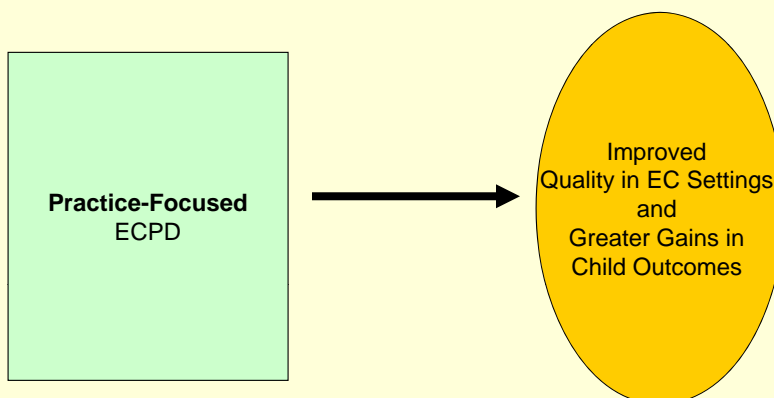 Practice-Focused
ECPD
Improved
Quality in EC Settings
and
Greater Gains in
Child Outcomes